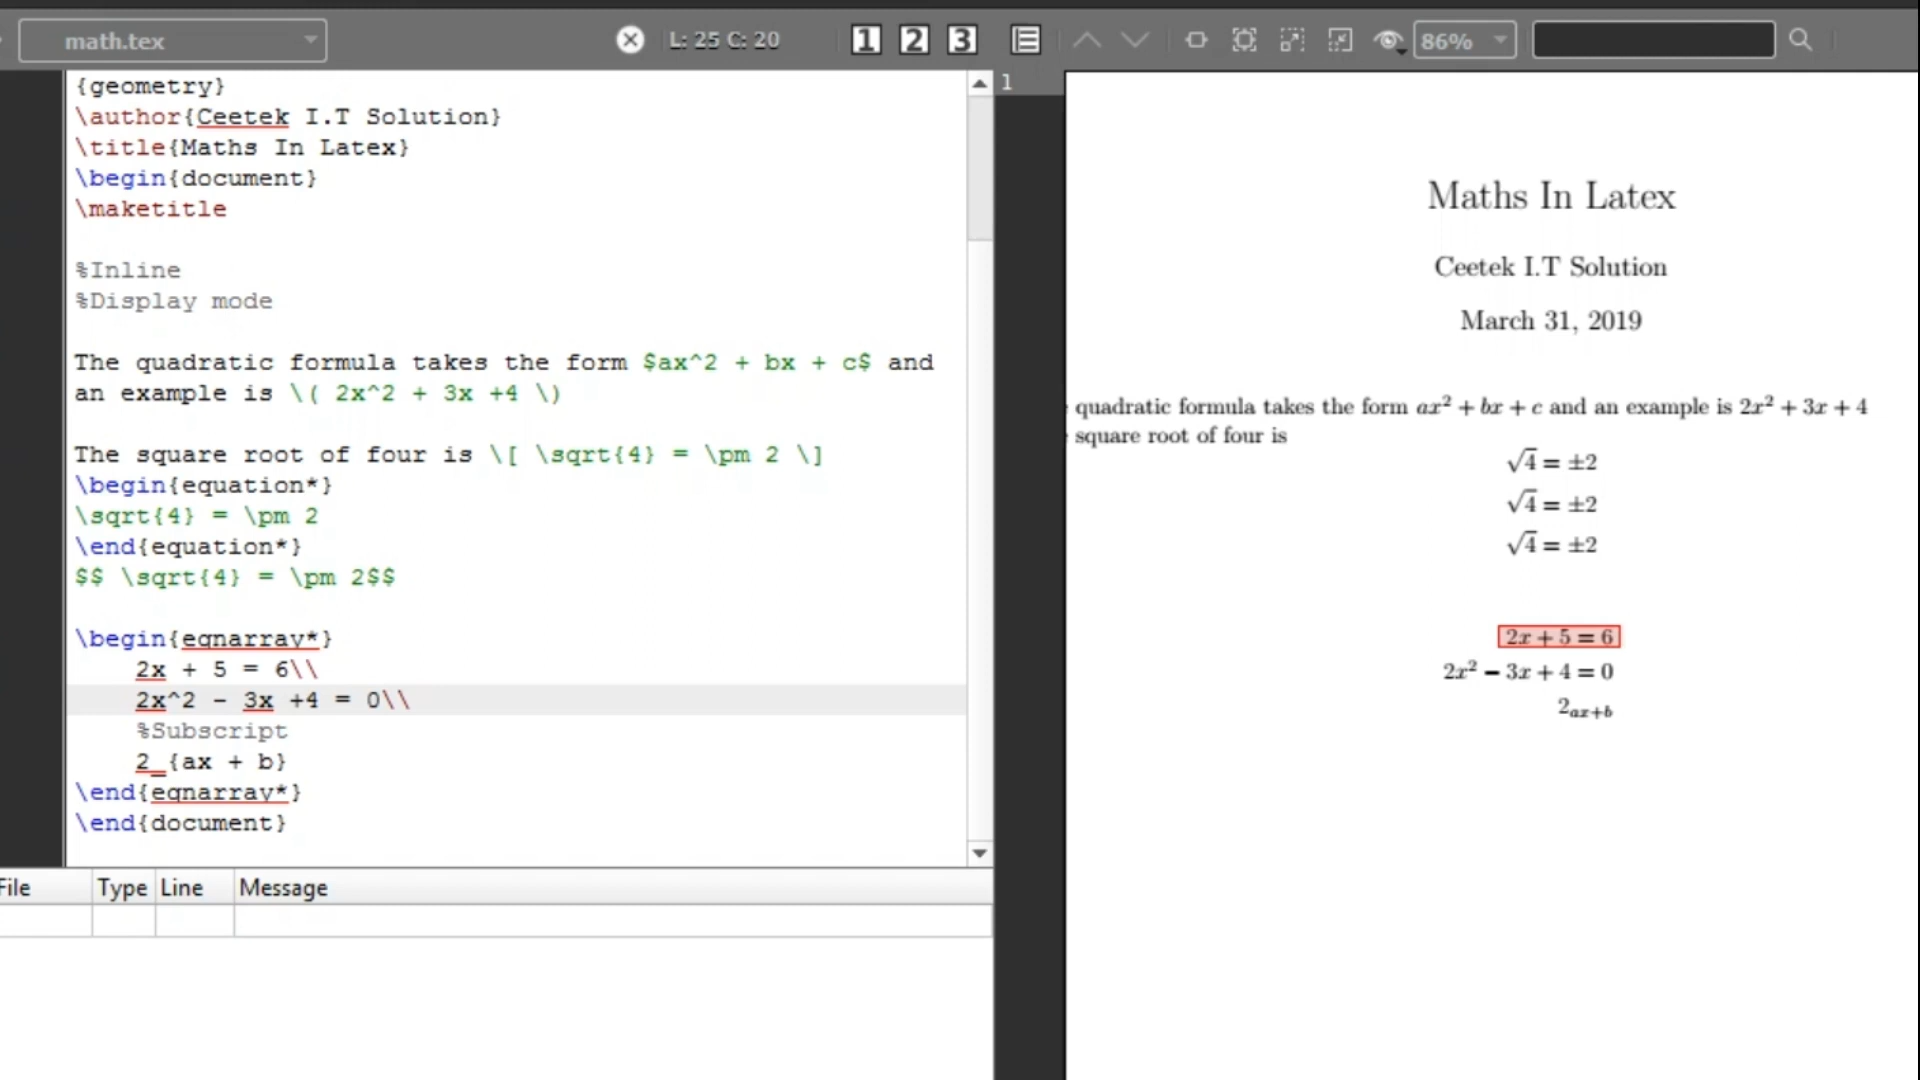 math.tex
L: 25 C: 20
1 2 3
86%
{geometry}
\author{Ceetek I.T Solution}
\title{Maths In Latex}
\begin{document}
\maketitle
%Inline
%Display mode
The quadratic formula takes the form $ax^2 + bx + c$ and
an example is \( 2x^2 + 3x +4 \)
The square root of four is \[ \sqrt{4} = \pm 2 \]
\begin{equation*}
\sqrt{4} = \pm 2
\end{equation*}
$$ \sqrt{4} = \pm 2$$
\begin{eqnarray*}
2x + 5 = 6\\
2x^2 - 3x +4 = 0\\
%Subscript
2_{ax + b}
\end{eqnarray*}
\end{document}
File Type Line Message
1
Maths In Latex
Ceetek I.T Solution
March 31, 2019
quadratic formula takes the form ax² + bx + c and an example is 2x² + 3x + 4
square root of four is
√4 = ±2
√4 = ±2
√4 = ±2
2x + 5 = 6
2x² − 3x + 4 = 0
2ax+b